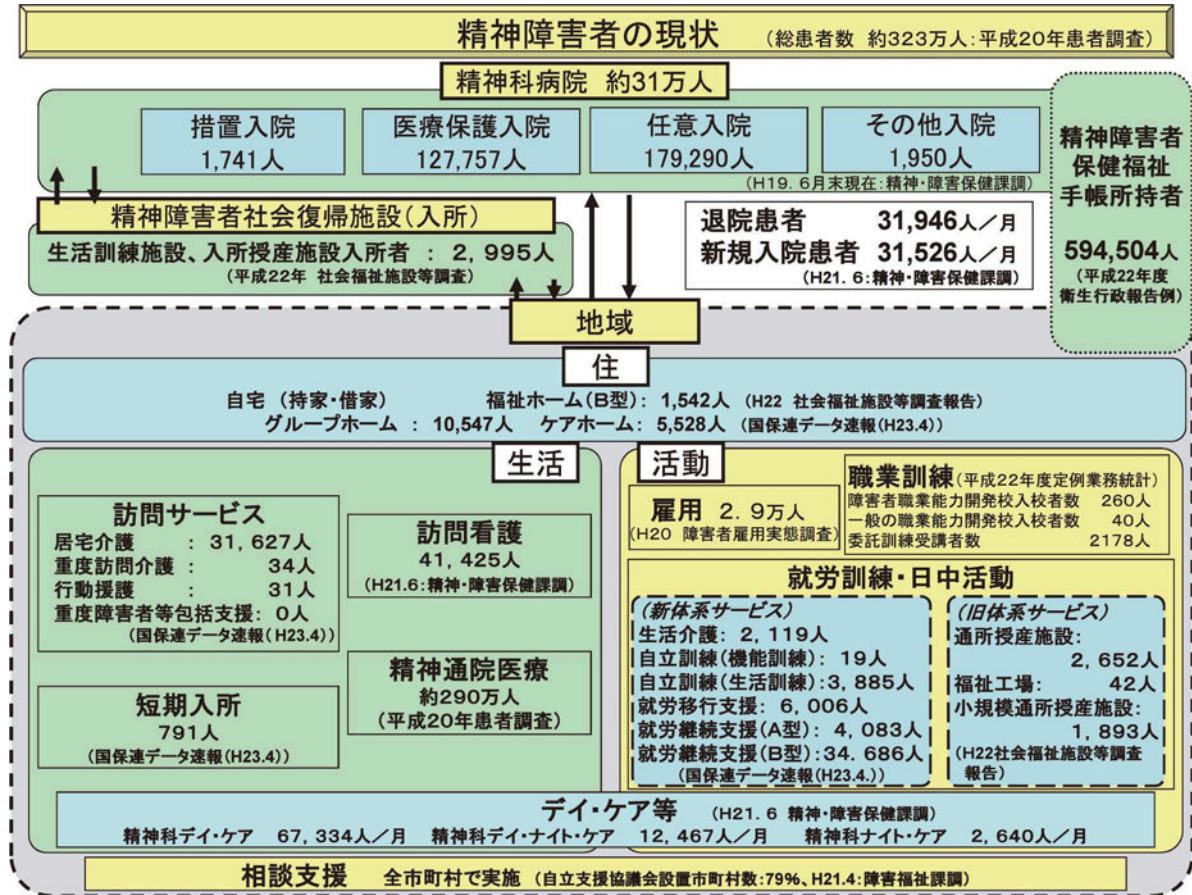 精神障害者の現状 (総患者数 約323万人:平成20年患者調査)
精神科病院 約31万人
措置入院
1,741人
医療保護入院
127,757人
任意入院
179,290人
その他入院
1,950人
(H19. 6月末現在:精神・障害保健課調)
精神障害者
保健福祉
手帳所持者
594,504人
(平成22年度
衛生行政報告例)
精神障害者社会復帰施設(入所)
生活訓練施設、入所授産施設入所者 : 2, 995人
(平成22年 社会福祉施設等調査)
退院患者 31,946人/月
新規入院患者 31,526人/月
(H21. 6:精神・障害保健課調)
地域
住
自宅 (持家・借家) 福祉ホーム(B型): 1,542人 (H22 社会福祉施設等調査報告)
グループホーム : 10,547人 ケアホーム: 5,528人 (国保連データ速報(H23.4))
生活
訪問サービス
居宅介護 : 31,627人
重度訪問介護 : 34人
行動援護 : 31人
重度障害者等包括支援: 0人
(国保連データ速報(H23.4))
訪問看護
41, 425人
(H21.6:精神・障害保健課調)
短期入所
791人
(国保連データ速報(H23.4))
精神通院医療
約290万人
(平成20年患者調査)
活動
雇用 2. 9万人
(H20 障害者雇用実態調査)
職業訓練(平成22年度定例業務統計)
障害者職業能力開発校入校者数 260人
一般の職業能力開発校入校者数 40人
委託訓練受講者数 2178人
就労訓練・日中活動
(新体系サービス)
生活介護: 2, 119人
自立訓練(機能訓練): 19人
自立訓練(生活訓練):3, 885人
就労移行支援: 6, 006人
就労継続支援(A型): 4, 083人
就労継続支援(B型):34. 686人
(国保連データ速報(H23.4.))
(旧体系サービス)
通所授産施設:
2, 652人
福祉工場: 42人
小規模通所授産施設:
1, 893人
(H22社会福祉施設等調査
報告)
デイ・ケア等 (H21. 6 精神・障害保健課調)
精神科デイ・ケア 67, 334人/月 精神科デイ・ナイト・ケア 12, 467人/月 精神科ナイト・ケア 2, 640人/月
相談支援 全市町村で実施 (自立支援協議会設置市町村数:79%、H21.4:障害福祉課調)